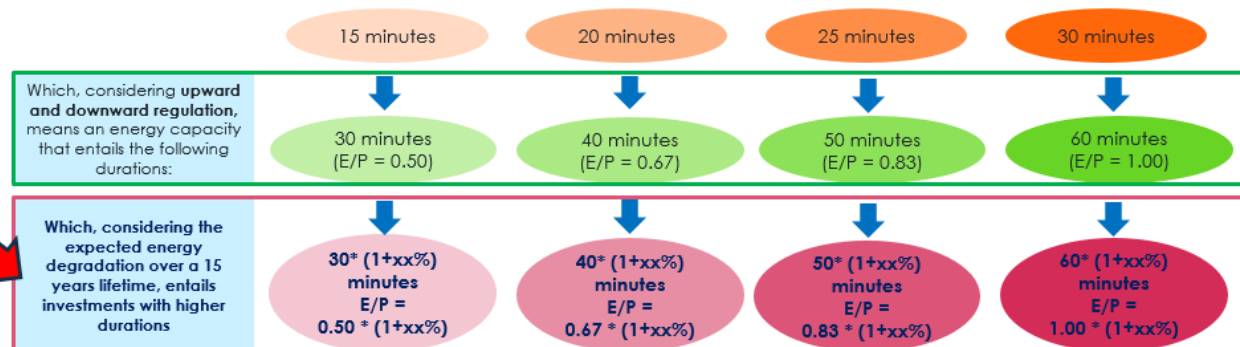 15 minutes
20 minutes
25 minutes
30 minutes
Which, considering upward
and downward regulation,
means an energy capacity
that entails the following
durations:
30 minutes
(E/P = 0.50)
40 minutes
(E/P = 0.67)
50 minutes
(E/P = 0.83)
60 minutes
(E/P = 1.00)
Which, considering the
expected energy
degradation over a 15
years lifetime, entails
investments with higher
durations
30* (1+xx%)
minutes
E/P =
0.50 * (1+xx%)
40* (1+xx%)
minutes
E/P =
0.67 * (1+xx%)
50* (1+xx%)
minutes
E/P =
0.83 * (1+xx%)
60* (1+xx%)
minutes
E/P =
1.00 * (1+xx%)